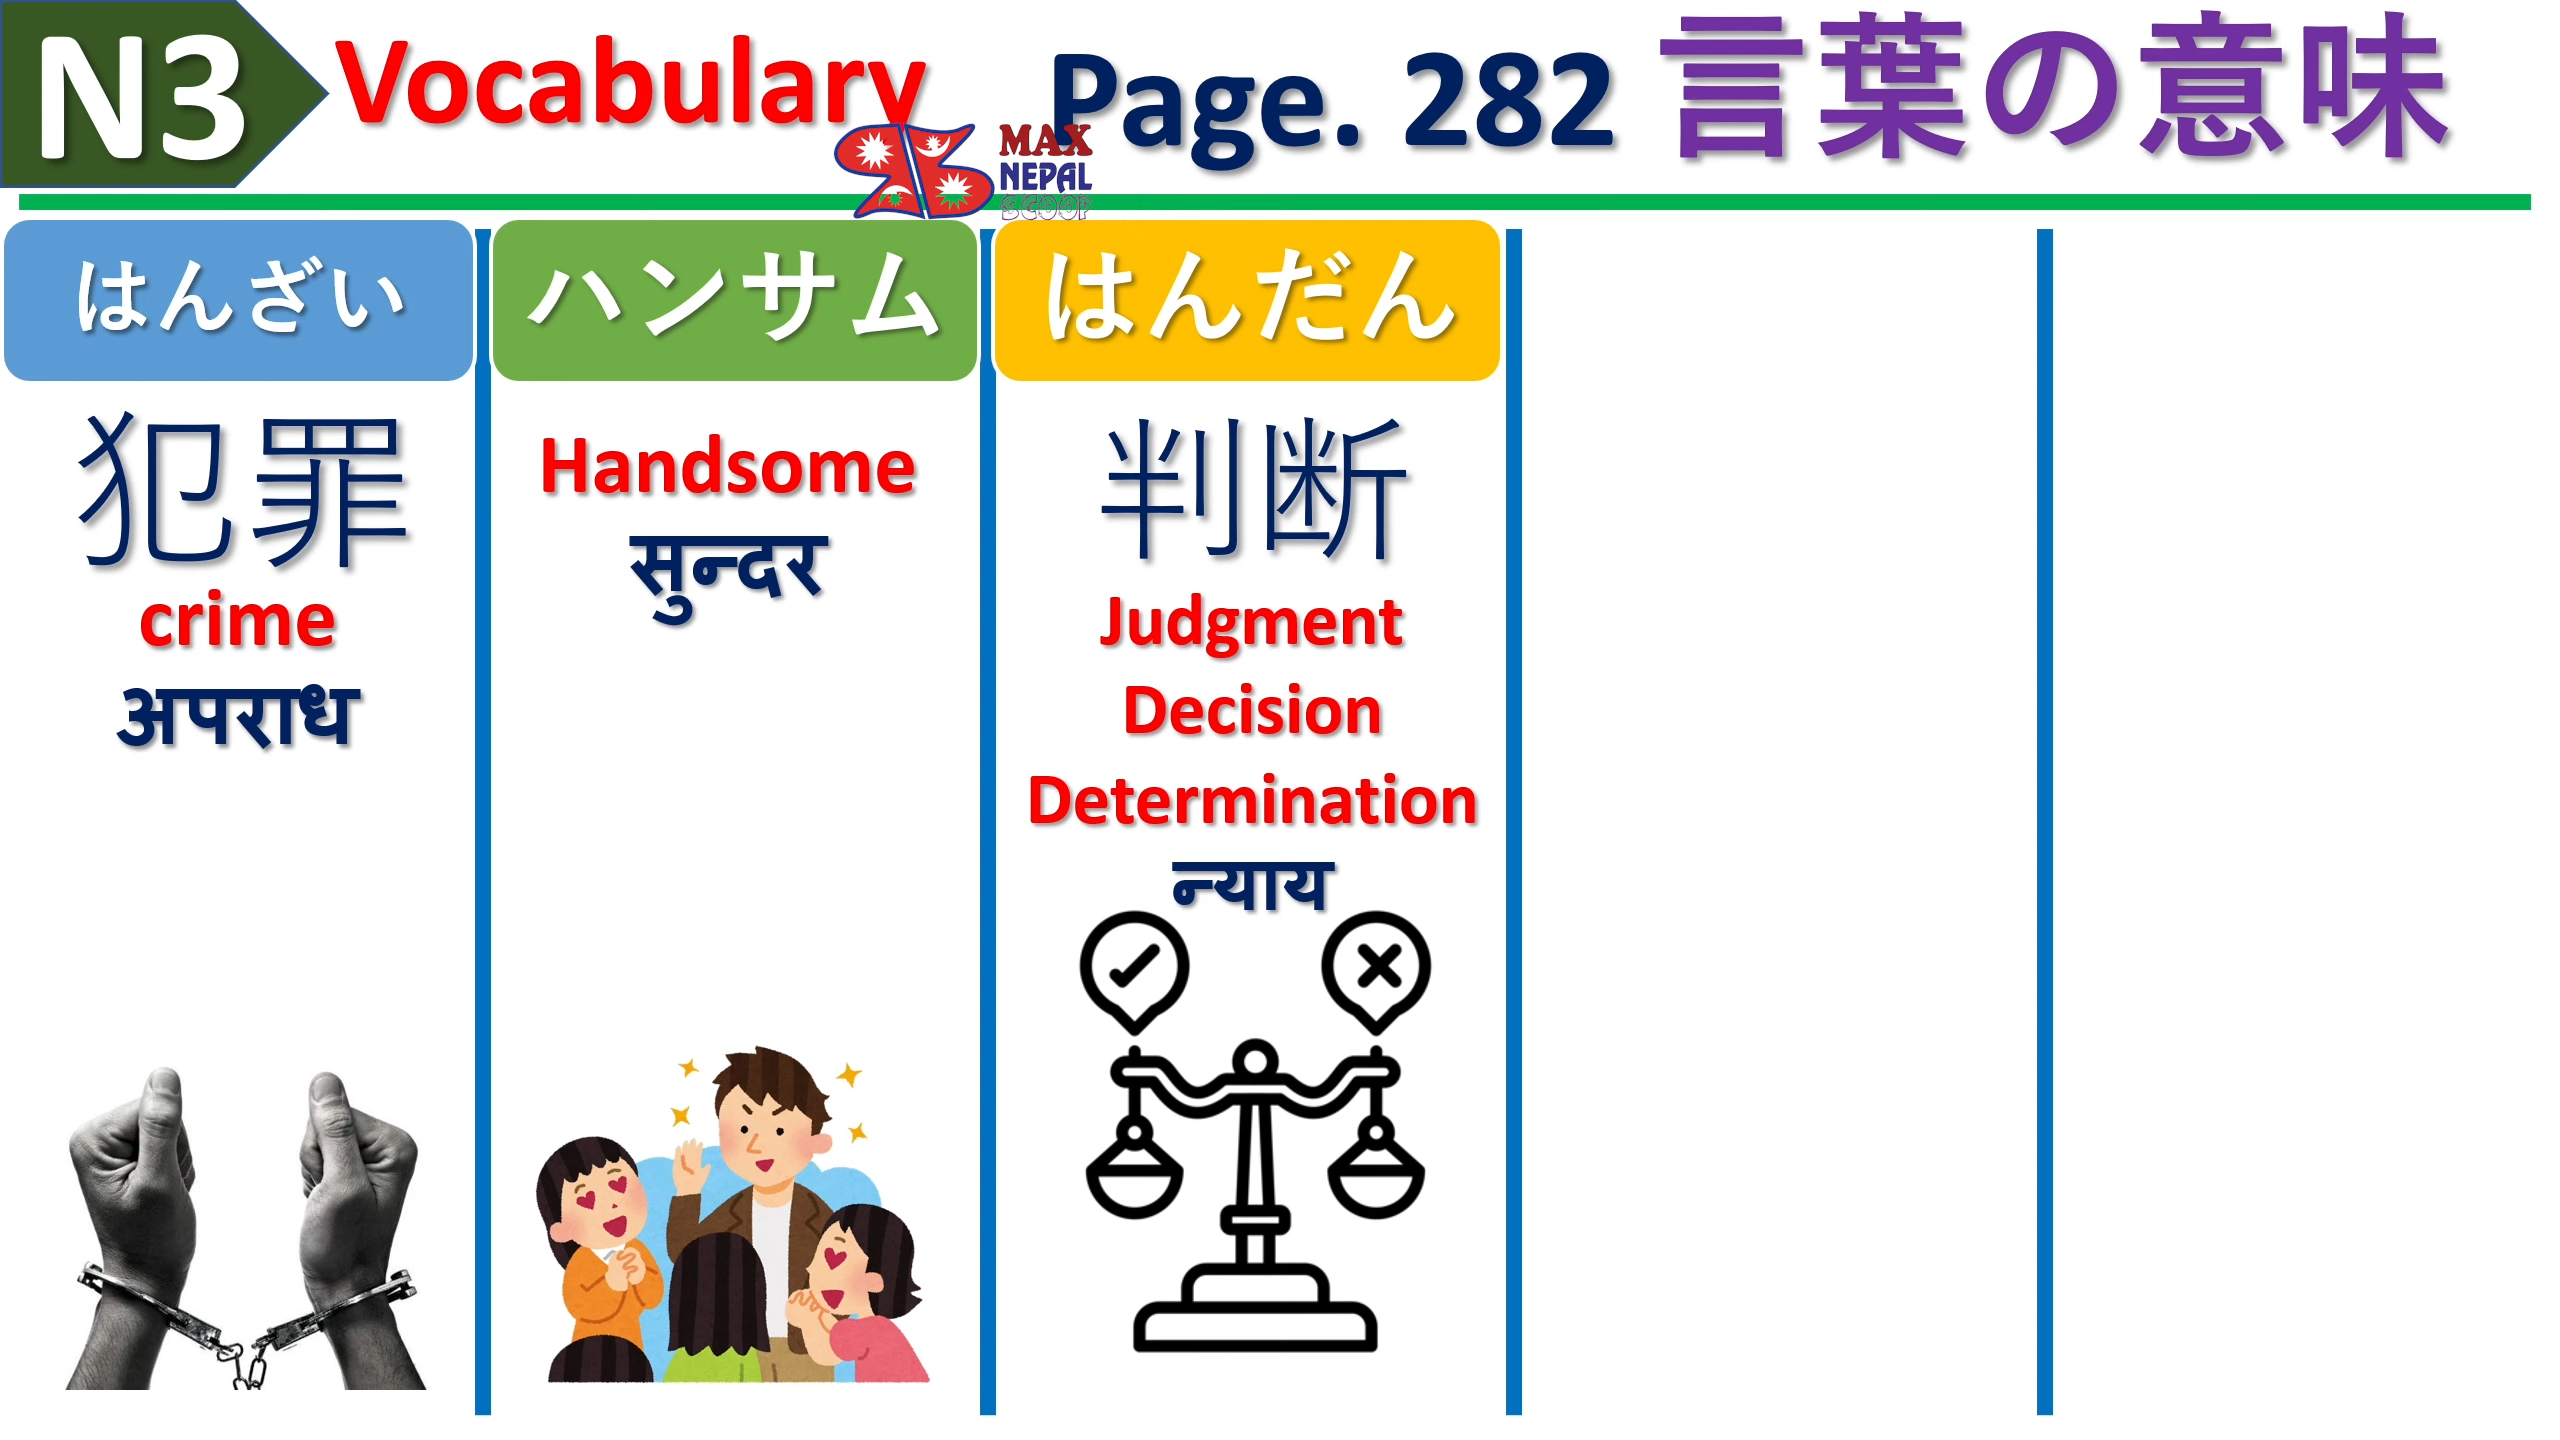 N3
Vocabulary
Page. 282
言葉の意味
MAX
NEPAL
SCOOP
はんざい
犯罪
crime
अपराध
ハンサム
Handsome
सुन्दर
はんだん
判断
Judgment
Decision
Determination
न्याय